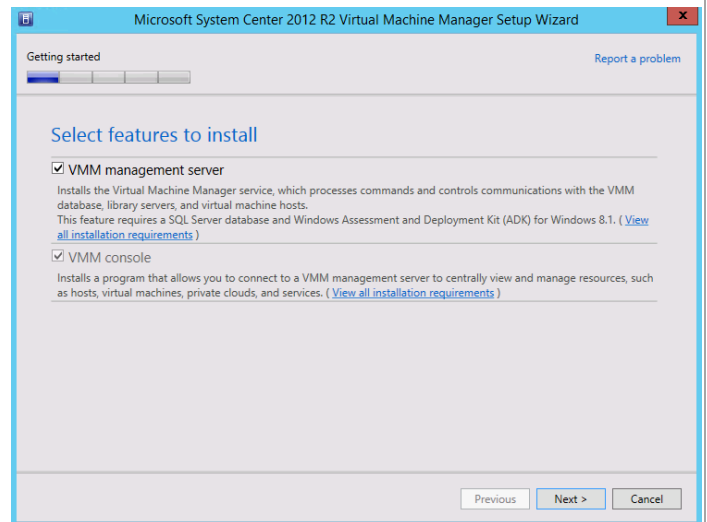 Microsoft System Center 2012 R2 Virtual Machine Manager Setup Wizard
x
Getting started
Report a problem
Select features to install
VMM management server
Installs the Virtual Machine Manager service, which processes commands and controls communications with the VMM
database, library servers, and virtual machine hosts.
This feature requires a SQL Server database and Windows Assessment and Deployment Kit (ADK) for Windows 8.1. ( View
all installation requirements )
VMM console
Installs a program that allows you to connect to a VMM management server to centrally view and manage resources, such
as hosts, virtual machines, private clouds, and services. ( View all installation requirements )
Previous
Next >
Cancel